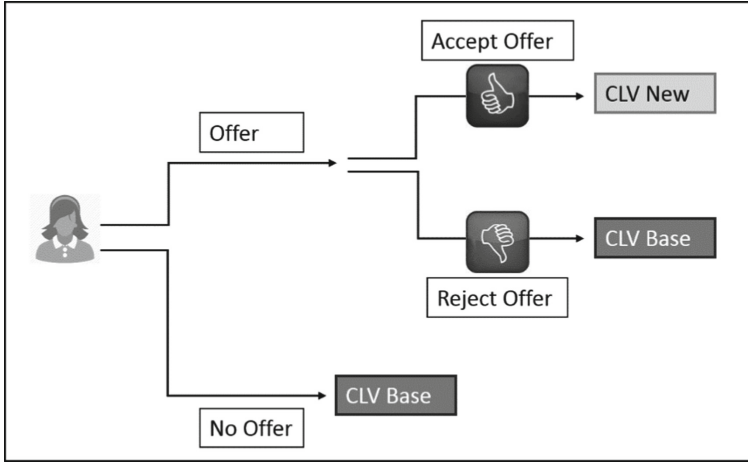 Accept Offer
CLV New
Offer
CLV Base
Reject Offer
CLV Base
No Offer